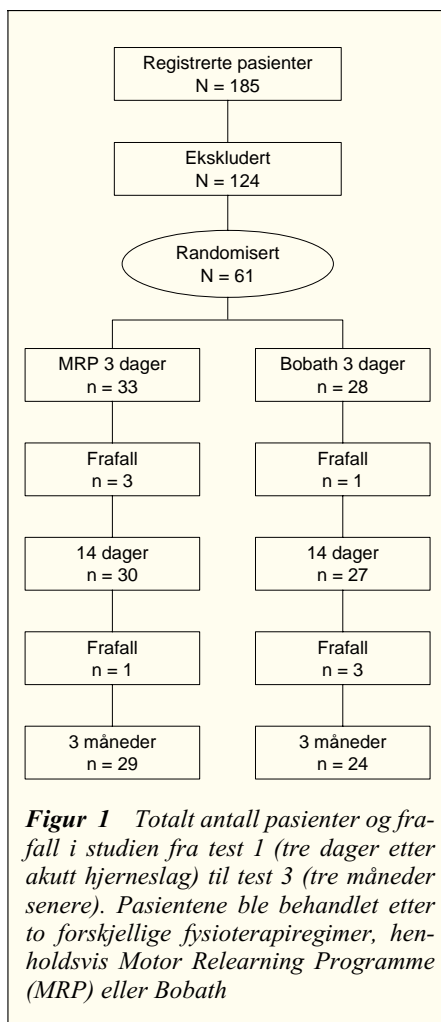 Registrerte pasienter
N = 185
Ekskludert
N = 124
Randomisert
N = 61
MRP 3 dager
n = 33
Frafall
n = 3
14 dager
n = 30
Frafall
n = 1
3 måneder
n = 29
Bobath 3 dager
n = 28
Frafall
n = 1
14 dager
n = 27
Frafall
n = 3
3 måneder
n = 24
Figur 1 Totalt antall pasienter og fra-
fall i studien fra test 1 (tre dager etter
akutt hjerneslag) til test 3 (tre måneder
senere). Pasientene ble behandlet etter
to forskjellige fysioterapiregimer, hen-
holdsvis Motor Relearning Programme
(MRP) eller Bobath